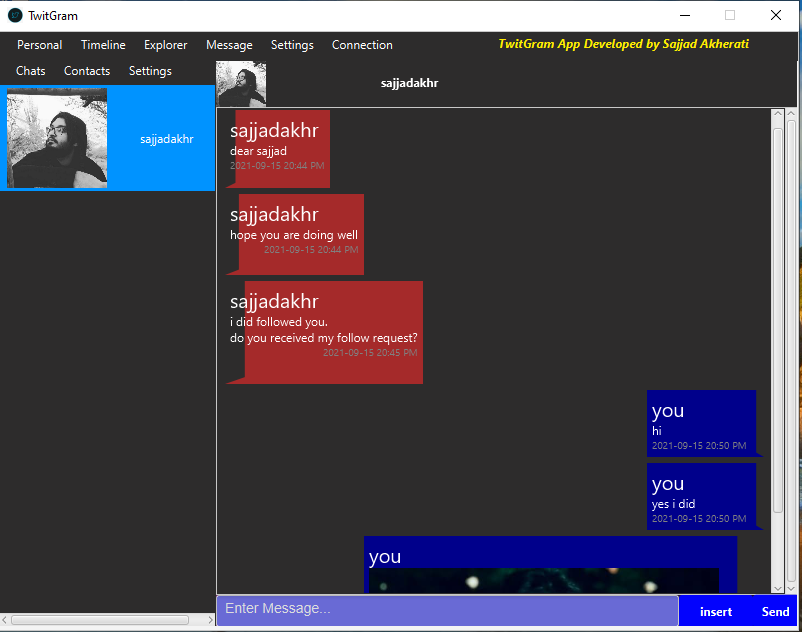 TwitGram
Personal Timeline Explorer Message Settings Connection
TwitGram App Developed by Sajjad Akherati
Chats Contacts Settings
sajjadakhr
sajjadakhr
sajjadakhr
dear sajjad
2021-09-15 20:44 PM
sajjadakhr
hope you are doing well
2021-09-15 20:44 PM
sajjadakhr
i did followed you.
do you received my follow request?
2021-09-15 20:45 PM
you
hi
2021-09-15 20:50 PM
you
yes i did
2021-09-15 20:50 PM
you
Enter Message...
insert
Send